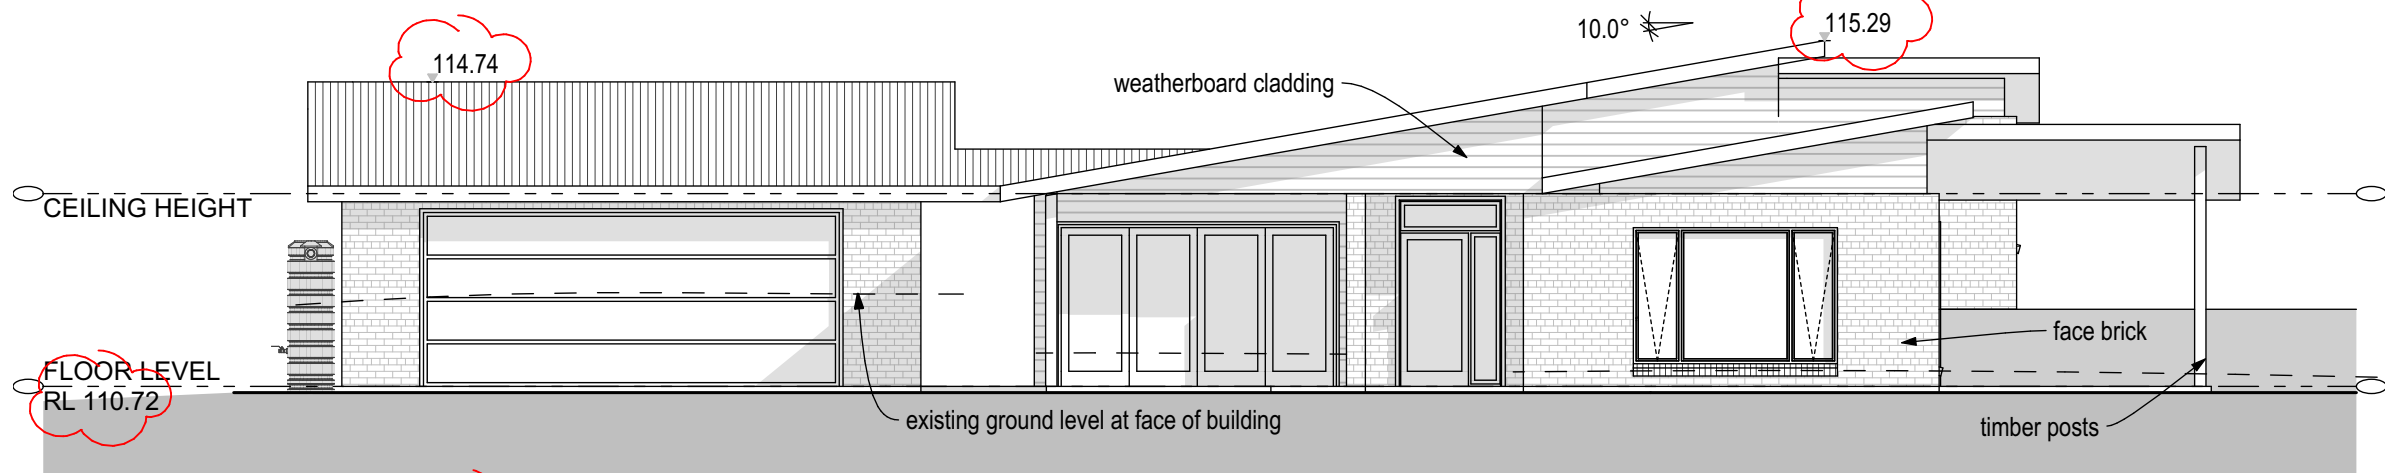 10.0°
115.29
114.74
weatherboard cladding
CEILING HEIGHT
face brick
FLOOR LEVEL
RL 110.72
existing ground level at face of building
timber posts